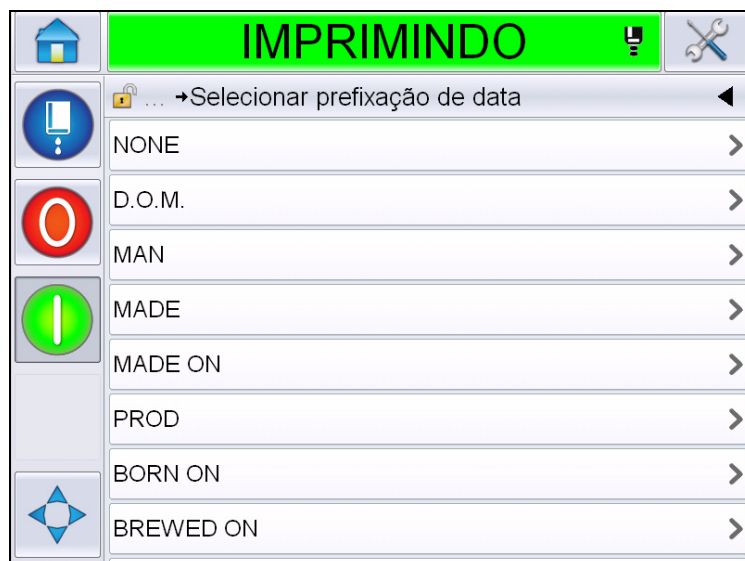 IMPRIMINDO
... →Selecionar prefixação de data
NONE
D.O.M.
MAN
MADE
MADE ON
PROD
BORN ON
BREWED ON